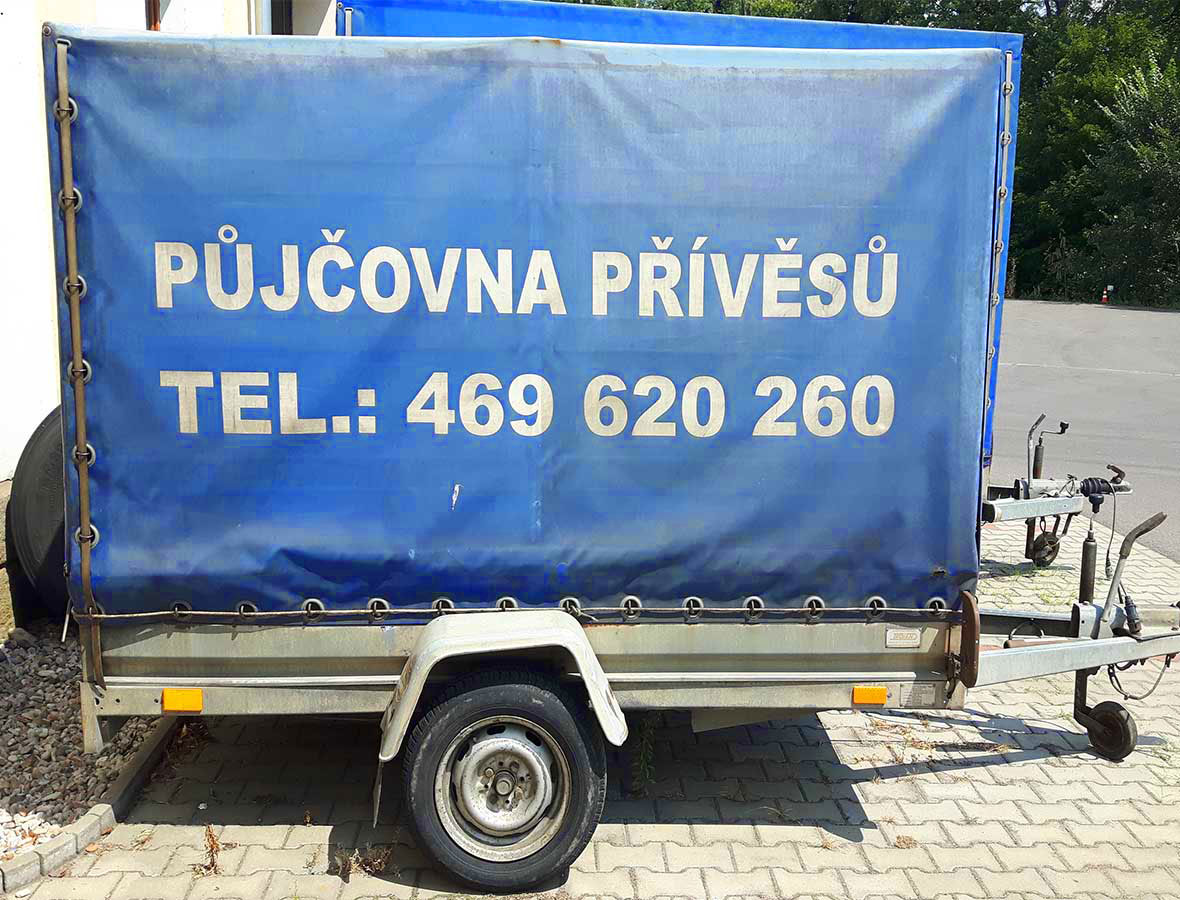 PŮJČOVNA PŘÍVĚSŮ
TEL.: 469 620 260